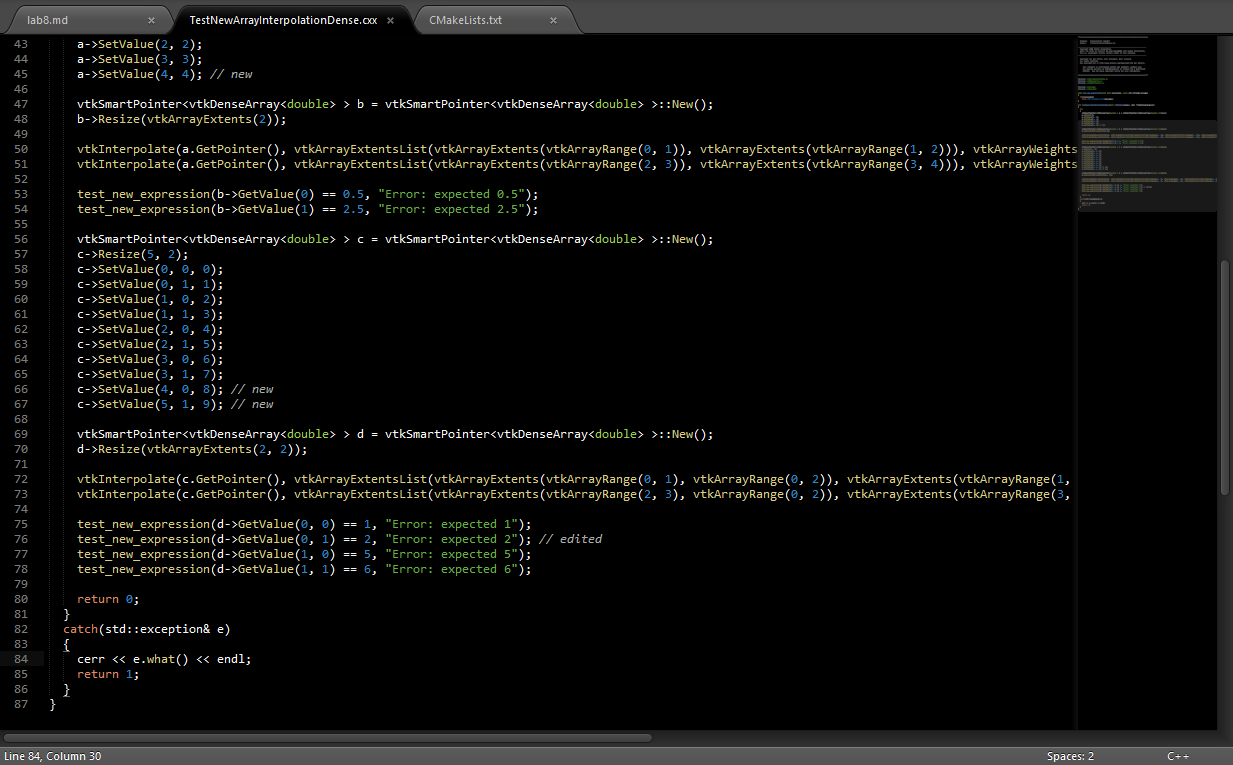 lab8.md × TestNewArrayInterpolationDense.cxx × CMakeLists.txt ×
43 a->SetValue(2, 2);
44 a->SetValue(3, 3);
45 a->SetValue(4, 4); // new
46
47 vtkSmartPointer<vtkDenseArray<double> > b = vtkSmartPointer<vtkDenseArray<double> >::New();
48 b->Resize(vtkArrayExtents(2));
49
50 vtkInterpolate(a.GetPointer(), vtkArrayExtentsList(vtkArrayExtents(vtkArrayRange(0, 1)), vtkArrayExtents(vtkArrayRange(1, 2))), vtkArrayWeights
51 vtkInterpolate(a.GetPointer(), vtkArrayExtentsList(vtkArrayExtents(vtkArrayRange(2, 3)), vtkArrayExtents(vtkArrayRange(3, 4))), vtkArrayWeights
52
53 test_new_expression(b->GetValue(0) == 0.5, "Error: expected 0.5");
54 test_new_expression(b->GetValue(1) == 2.5, "Error: expected 2.5");
55
56 vtkSmartPointer<vtkDenseArray<double> > c = vtkSmartPointer<vtkDenseArray<double> >::New();
57 c->Resize(5, 2);
58 c->SetValue(0, 0, 0);
59 c->SetValue(0, 1, 1);
60 c->SetValue(1, 0, 2);
61 c->SetValue(1, 1, 3);
62 c->SetValue(2, 0, 4);
63 c->SetValue(2, 1, 5);
64 c->SetValue(3, 0, 6);
65 c->SetValue(3, 1, 7);
66 c->SetValue(4, 0, 8); // new
67 c->SetValue(5, 1, 9); // new
68
69 vtkSmartPointer<vtkDenseArray<double> > d = vtkSmartPointer<vtkDenseArray<double> >::New();
70 d->Resize(vtkArrayExtents(2, 2));
71
72 vtkInterpolate(c.GetPointer(), vtkArrayExtentsList(vtkArrayExtents(vtkArrayRange(0, 1), vtkArrayRange(0, 2)), vtkArrayExtents(vtkArrayRange(1,
73 vtkInterpolate(c.GetPointer(), vtkArrayExtentsList(vtkArrayExtents(vtkArrayRange(2, 3), vtkArrayRange(0, 2)), vtkArrayExtents(vtkArrayRange(3,
74
75 test_new_expression(d->GetValue(0, 0) == 1, "Error: expected 1");
76 test_new_expression(d->GetValue(0, 1) == 2, "Error: expected 2"); // edited
77 test_new_expression(d->GetValue(1, 0) == 5, "Error: expected 5");
78 test_new_expression(d->GetValue(1, 1) == 6, "Error: expected 6");
79
80 return 0;
81 }
82 catch(std::exception& e)
83 {
84 cerr << e.what() << endl;
85 return 1;
86 }
87 }
Line 84, Column 30 Spaces: 2 C++